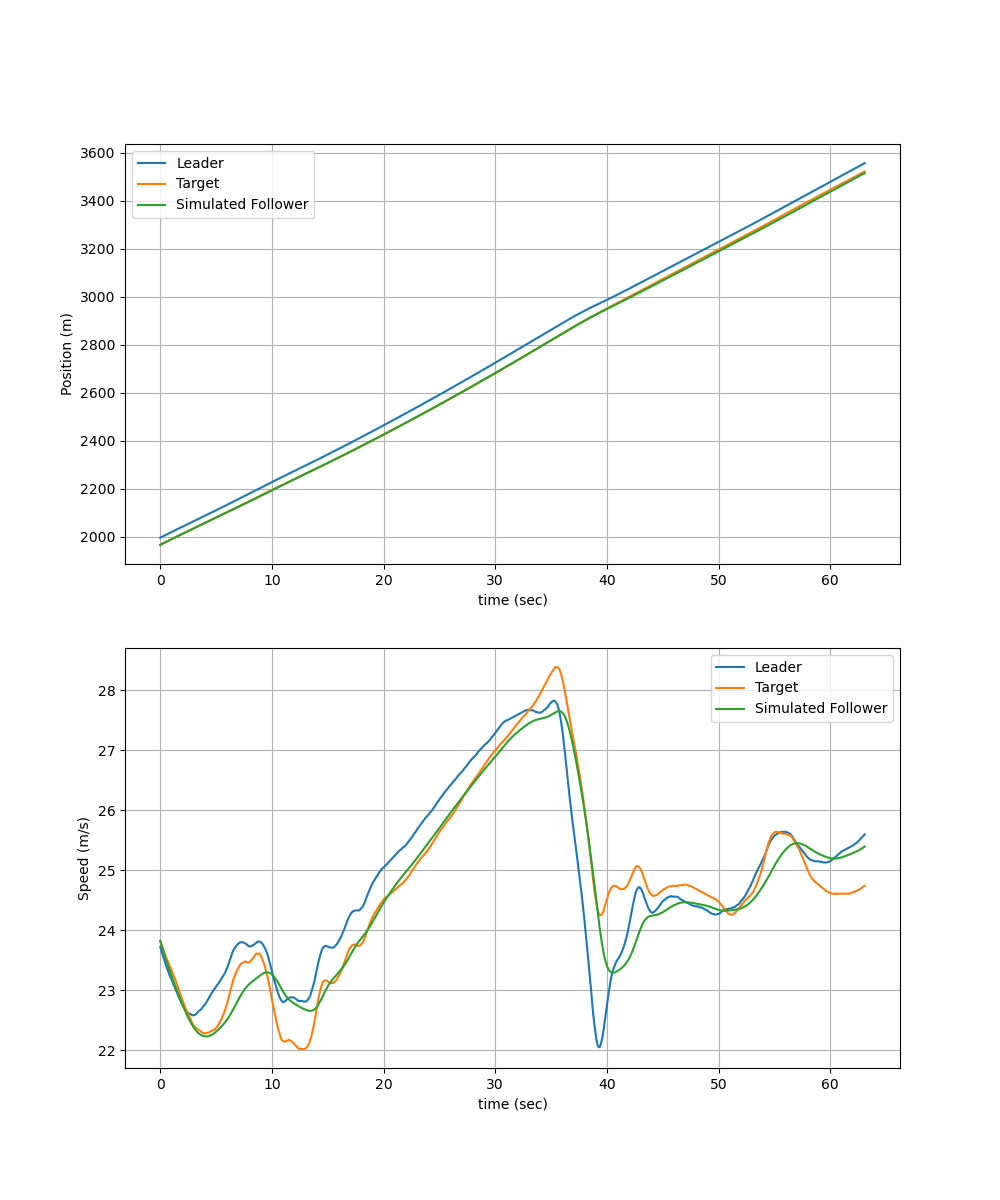 Leader
Target
Simulated Follower
3600
3400
3200
3000
2800
2600
2400
2200
2000
Position (m)
0 10 20 30 40 50 60
time (sec)
Leader
Target
Simulated Follower
28
27
26
25
24
23
22
Speed (m/s)
0 10 20 30 40 50 60
time (sec)